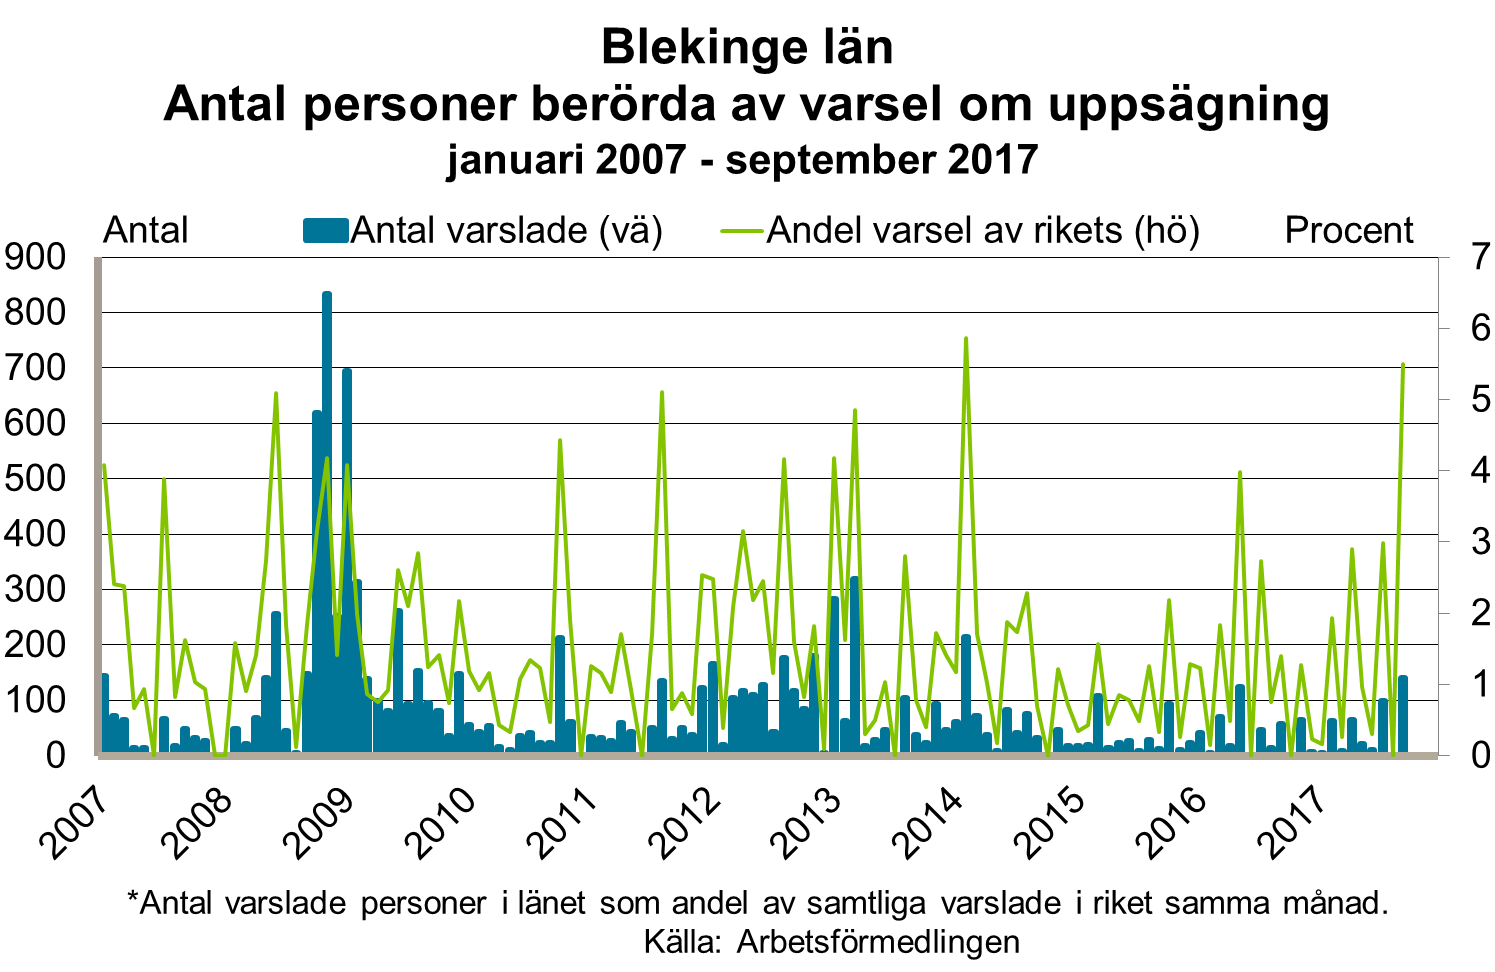 Blekinge län
Antal personer berörda av varsel om uppsägning
januari 2007 - september 2017
Antal Antal varslade (vä) Andel varsel av rikets (hö) Procent
900 7
800 6
700
600 5
500 4
400 3
300
200 2
100 1
0 0
2007 2008 2009 2010 2011 2012 2013 2014 2015 2016 2017
*Antal varslade personer i länet som andel av samtliga varslade i riket samma månad.
Källa: Arbetsförmedlingen